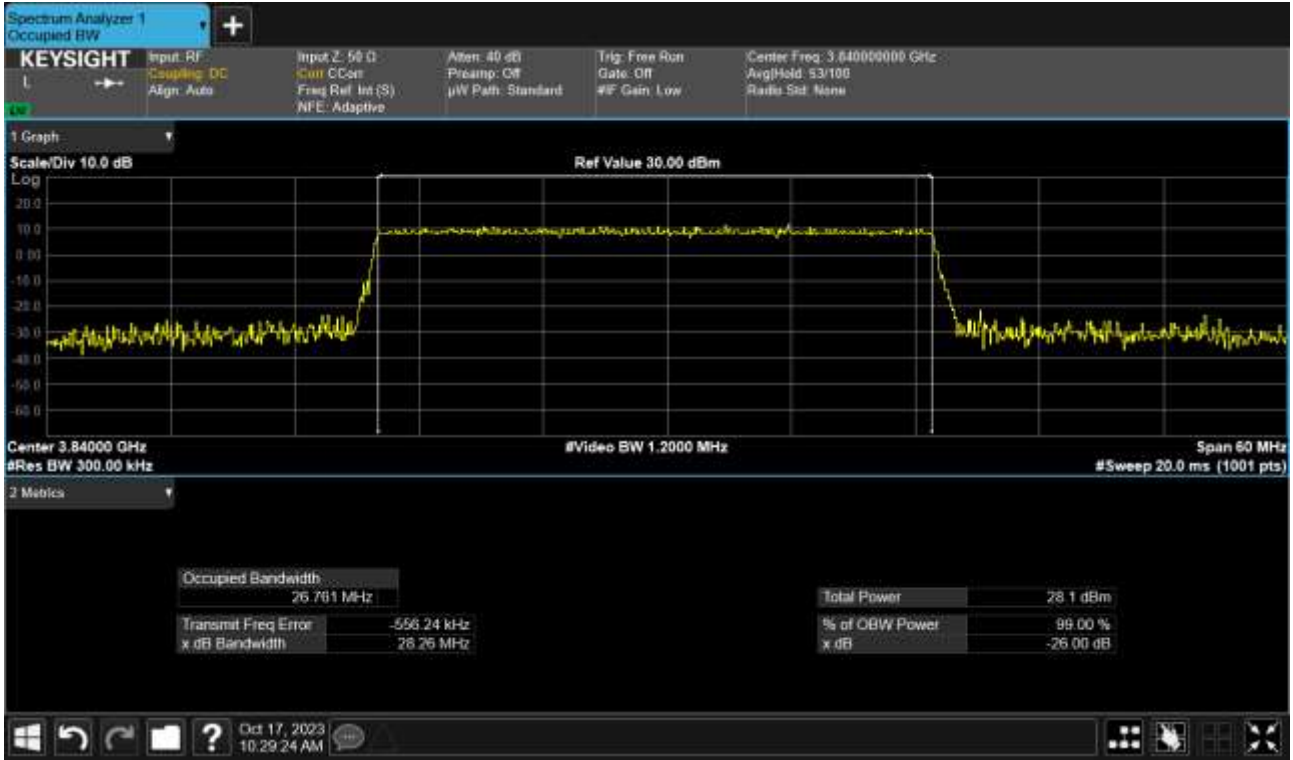 Spectrum Analyzer 1
Occupied BW
KEYSIGHT
L
Input: RF
Coupling: DC
Align: Auto
Input Z: 50 Ω
Corr CCorr
Freq Ref: Int (S)
NFE: Adaptive
Atten: 40 dB
Preamp: Off
µW Path: Standard
Trig: Free Run
Gate: Off
#IF Gain: Low
Center Freq: 3.840000000 GHz
Avg|Hold: 53/100
Radio Std: None
1 Graph
Scale/Div 10.0 dB
Ref Value 30.00 dBm
Log
20.0
10.0
0.00
-10.0
-20.0
-30.0
-40.0
-50.0
-60.0
Center 3.84000 GHz
#Video BW 1.2000 MHz
Span 60 MHz
#Res BW 300.00 kHz
#Sweep 20.0 ms (1001 pts)
2 Metrics
Occupied Bandwidth
26.761 MHz
Total Power 28.1 dBm
Transmit Freq Error -556.24 kHz
% of OBW Power 99.00 %
x dB Bandwidth 28.26 MHz
x dB -26.00 dB
Oct 17, 2023
10:29:24 AM